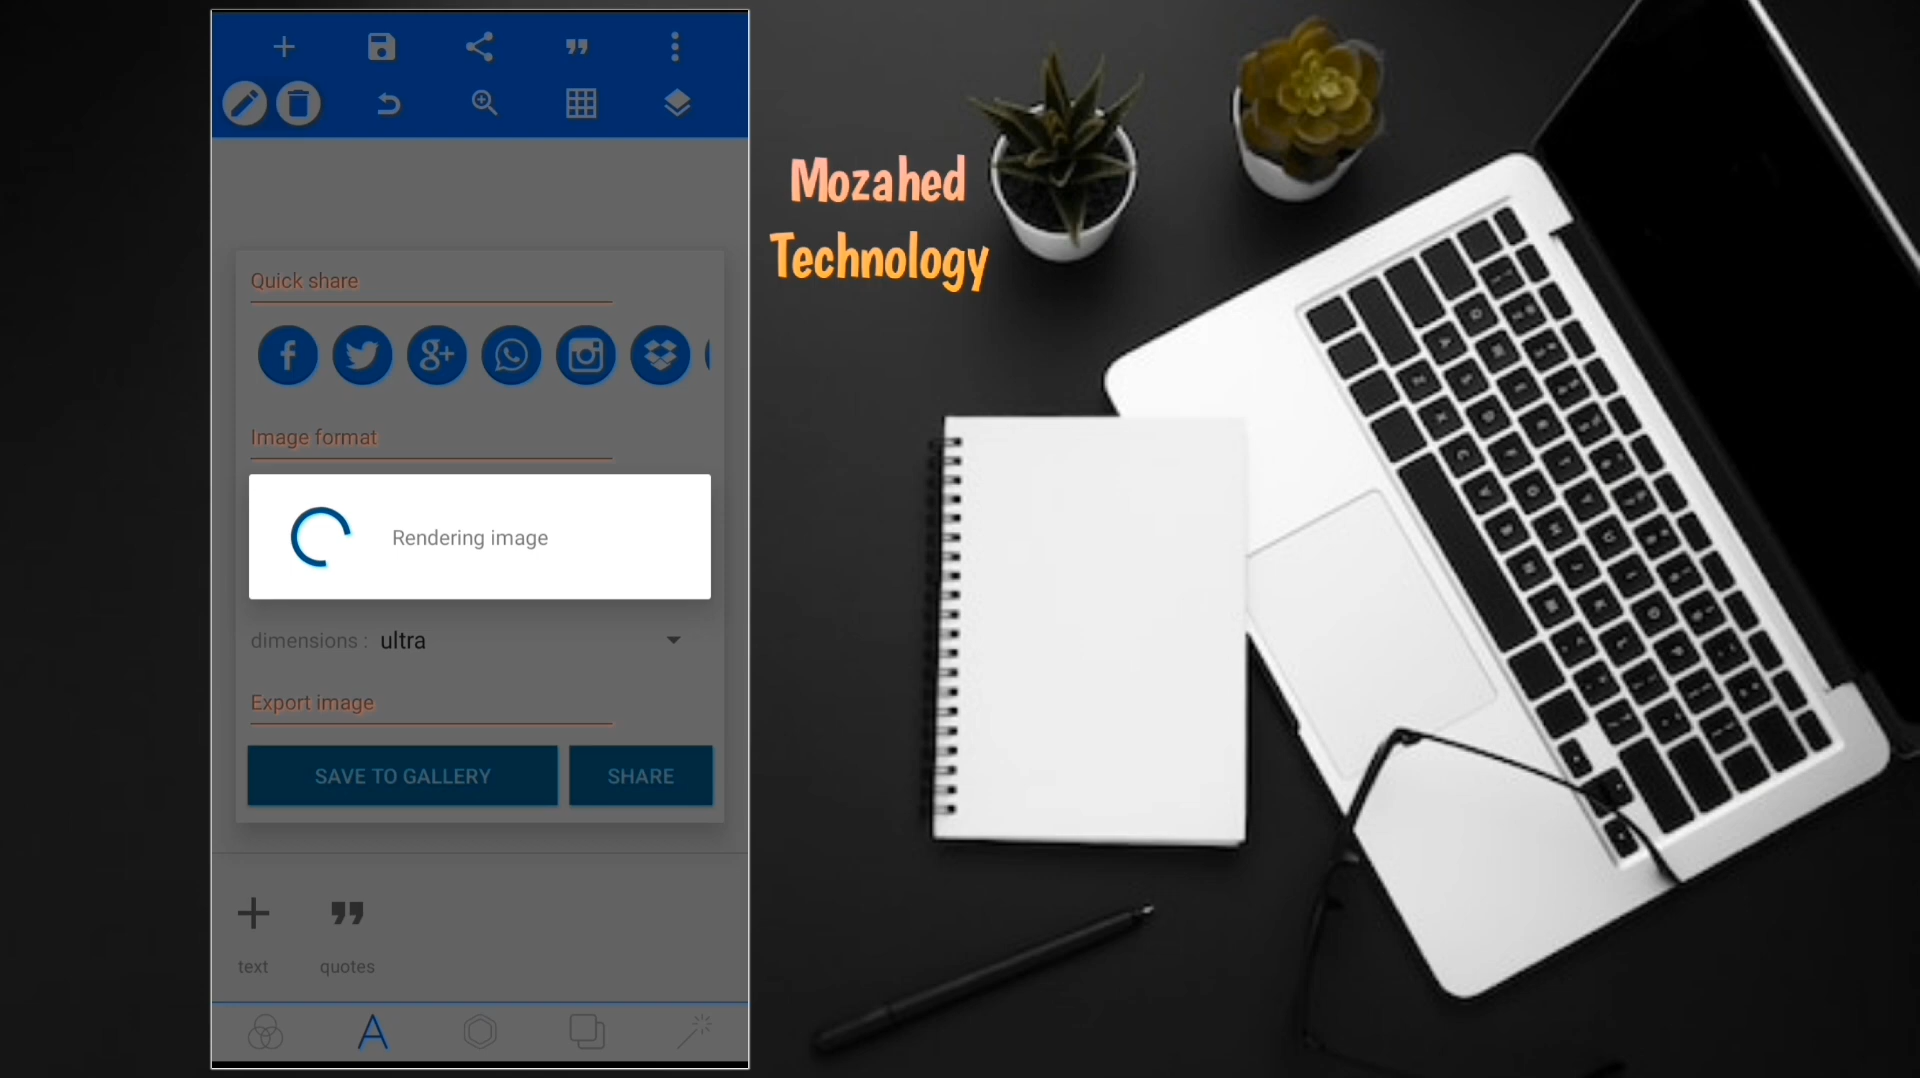 Quick share
Image format
Rendering image
dimensions : ultra
Export image
SAVE TO GALLERY
SHARE
text
quotes
Mozahed
Technology